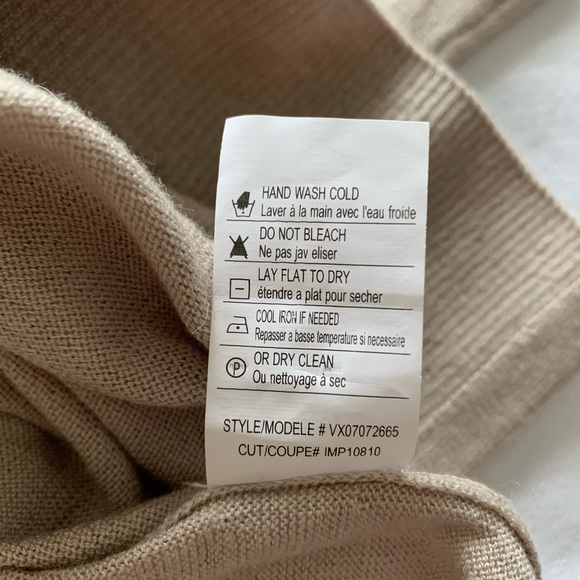 HAND WASH COLD
Laver à la main avec l'eau froide
DO NOT BLEACH
Ne pas jav eliser
LAY FLAT TO DRY
étendre a plat pour secher
COOL IRON IF NEEDED
Repasser a basse temperature si necessaire
P
OR DRY CLEAN
Ou nettoyage à sec
STYLE/MODELE # VX07072665
CUT/COUPE# IMP10810